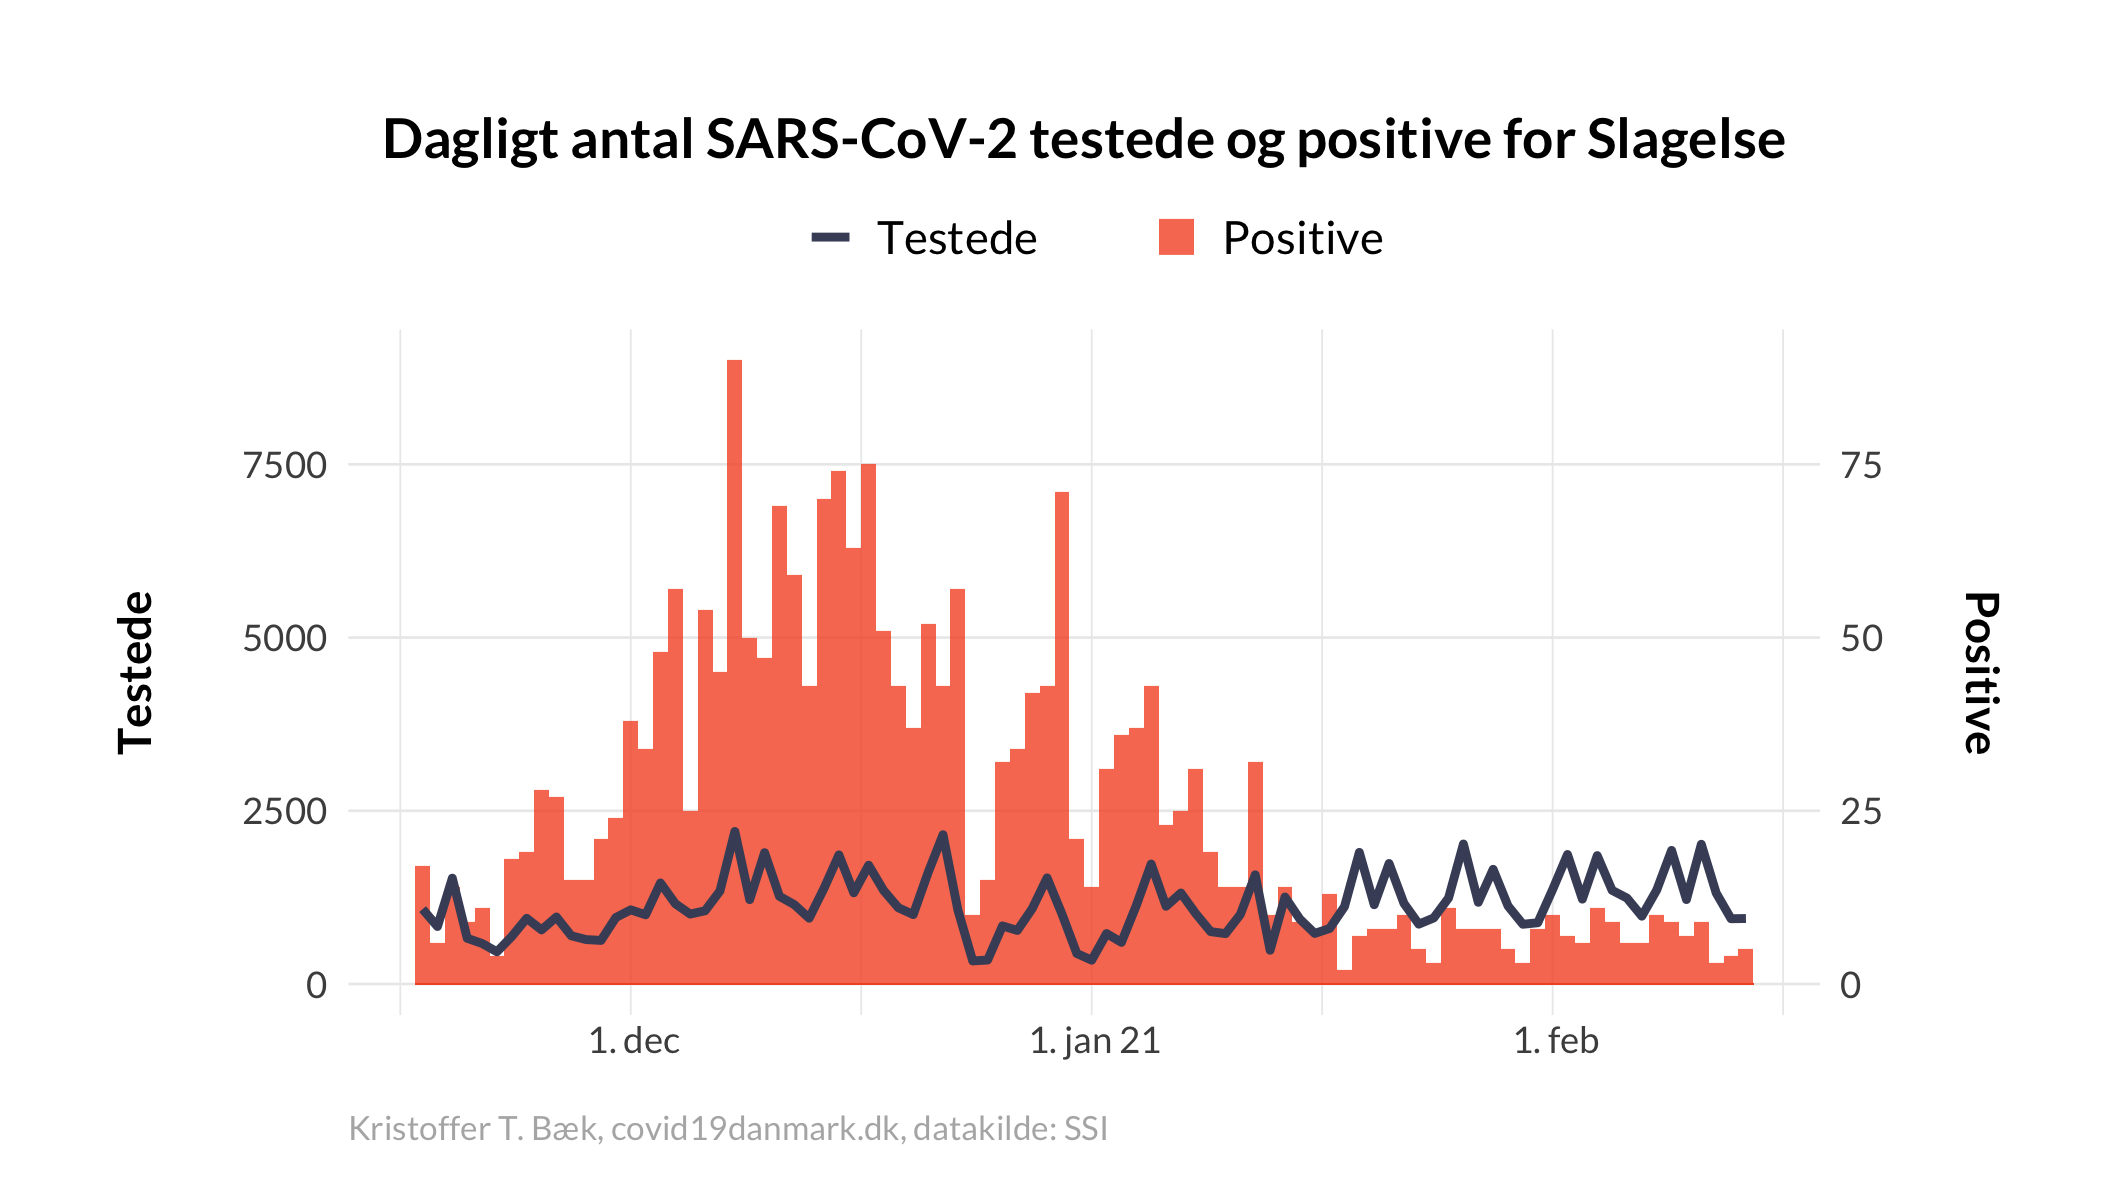 Dagligt antal SARS-CoV-2 testede og positive for Slagelse
Testede
Positive
7500
5000
2500
0
Testede
75
50
25
0
Positive
1. dec
1. jan 21
1. feb
Kristoffer T. Bæk, covid19danmark.dk, datakilde: SSI